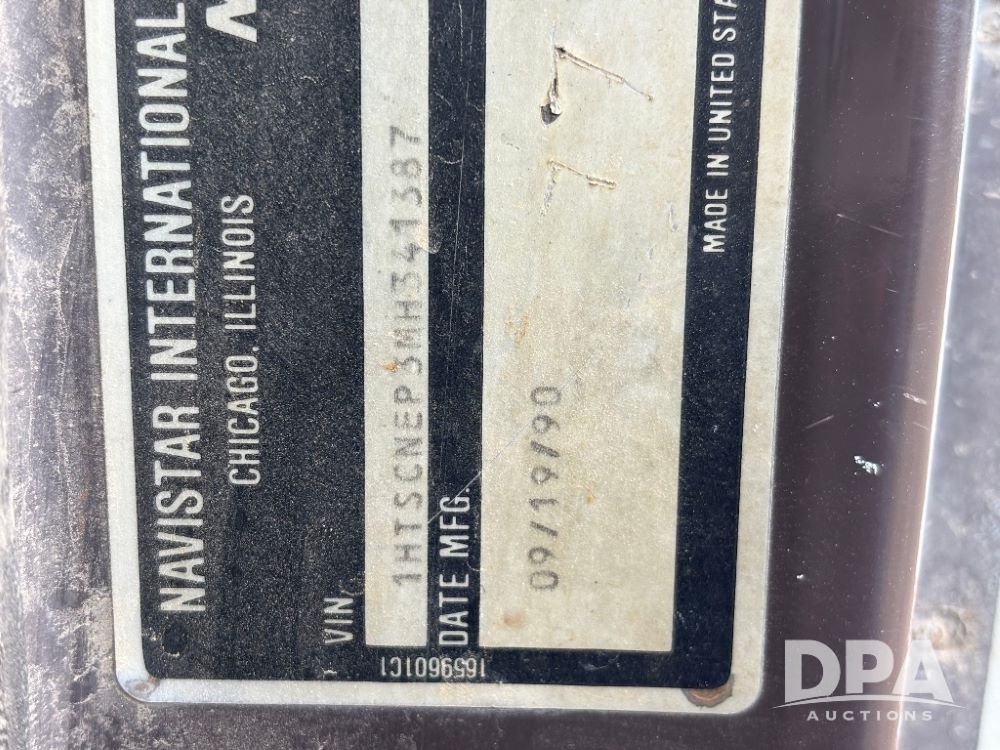 NAVISTAR INTERNATIONAL
CHICAGO, ILLINOIS
VIN
1HTSCNEP3MH341387
DATE MFG.
09/19/90
MADE IN UNITED STA
1659601C1
DPA
AUCTIONS